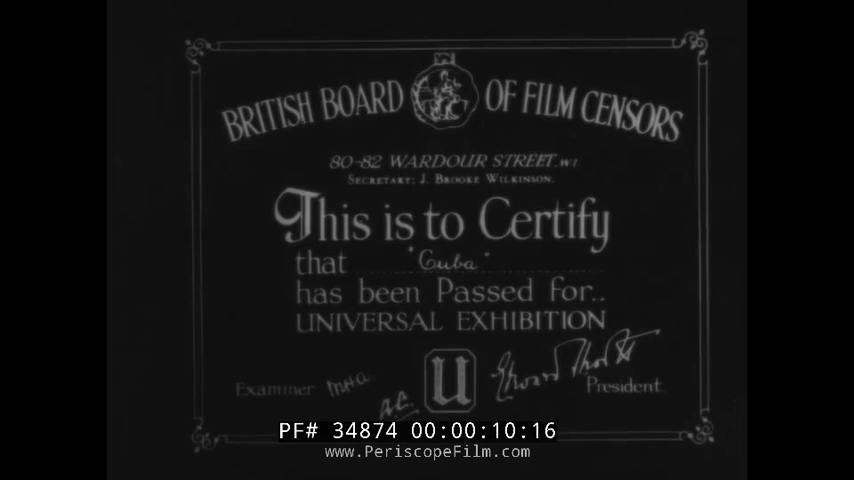 BRITISH BOARD OF FILM CENSORS
80-82 WARDOUR STREET. W1
SECRETARY: J. BROOKE WILKINSON.
This is to Certify
that "Cuba"
has been Passed for..
UNIVERSAL EXHIBITION
Examiner
U
President.
PF# 34874 00:00:10:16
www.PeriscopeFilm.com